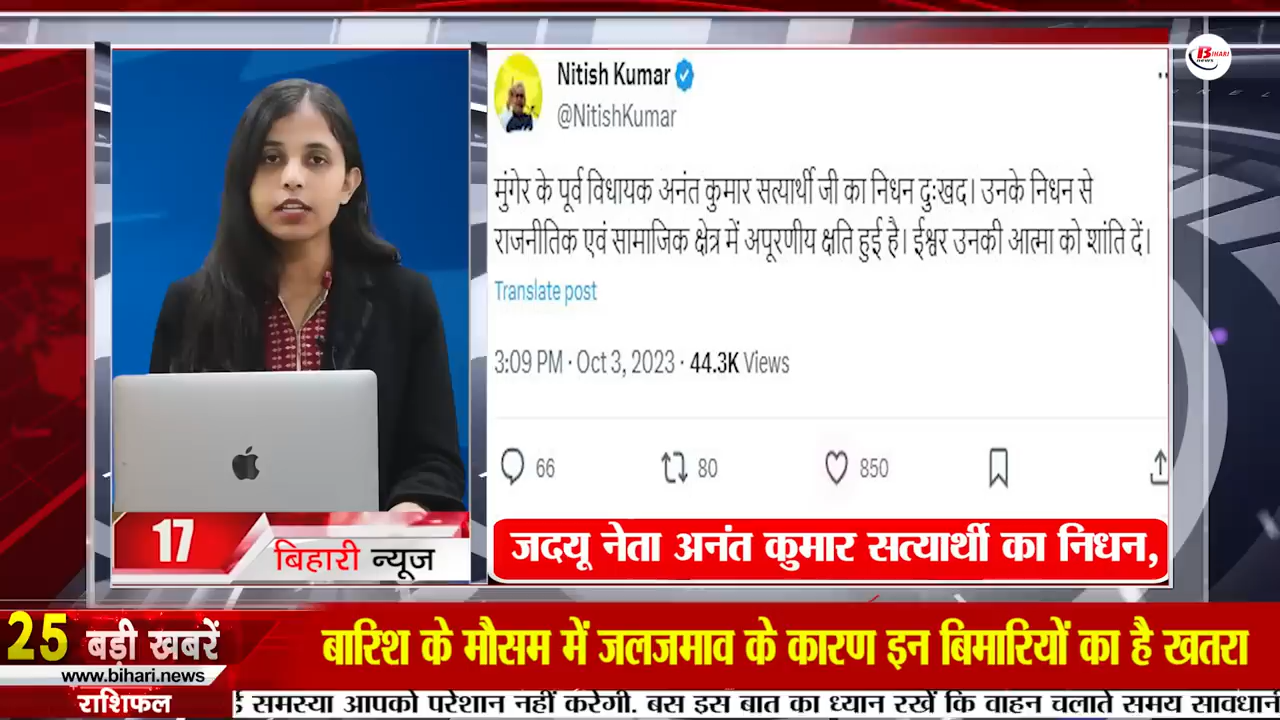 BIHARI
news
Nitish Kumar
@NitishKumar
मुंगेर के पूर्व विधायक अनंत कुमार सत्यार्थी जी का निधन दुःखद। उनके निधन से
राजनीतिक एवं सामाजिक क्षेत्र में अपूरणीय क्षति हुई है। ईश्वर उनकी आत्मा को शांति दें।
Translate post
3:09 PM · Oct 3, 2023 · 44.3K Views
66 80 850
17
बिहारी न्यूज
जदयू नेता अनंत कुमार सत्यार्थी का निधन,
25 बड़ी खबरें
www.bihari.news
बारिश के मौसम में जलजमाव के कारण इन बिमारियों का है खतरा
राशिफल
समस्या आपको परेशान नहीं करेगी. बस इस बात का ध्यान रखें कि वाहन चलाते समय सावधानी